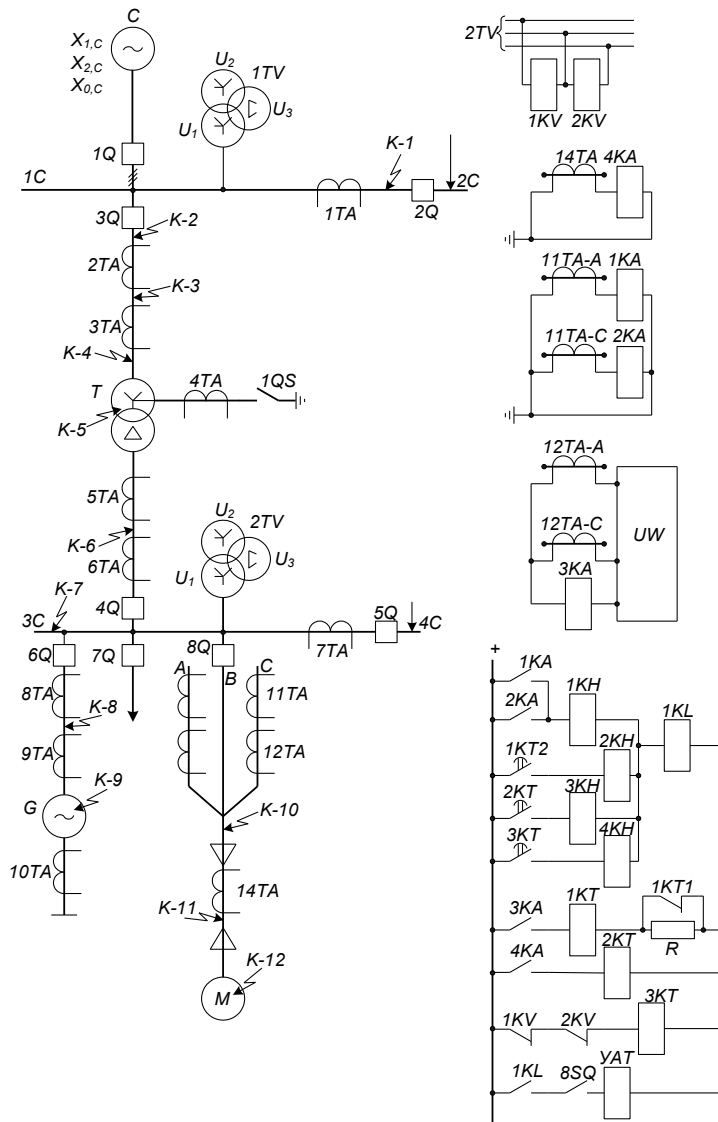 C
X1,C
X2,C
X0,C
U2
1TV
U3
U1
1Q
1C
K-1
2C
1TA
2Q
3Q
K-2
2TA
K-3
3TA
K-4
T
4TA
1QS
K-5
5TA
K-6
6TA
U2
2TV
U3
U1
4Q
K-7
3C
5Q
4C
7TA
6Q
7Q
8Q
A
B
C
8TA
11TA
K-8
9TA
12TA
G
K-9
K-10
10TA
14TA
K-11
K-12
M
2TV
1KV
2KV
14TA
4KA
11TA-A
1KA
11TA-C
2KA
12TA-A
12TA-C
UW
3KA
+
-
1KA
1KH
2KA
1KL
1KT2
2KH
2KT
3KH
3KT
4KH
3KA
1KT
1KT1
R
4KA
2KT
1KV
2KV
3KT
1KL
8SQ
УАТ